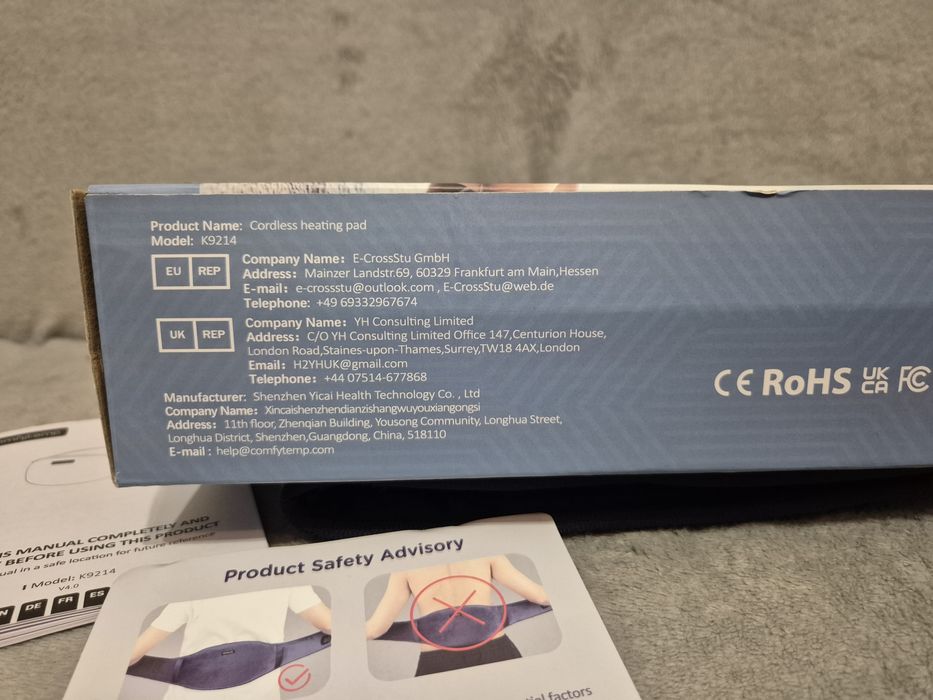 Product Name: Cordless heating pad
Model: K9214
EU REP
Company Name: E-CrossStu GmbH
Address: Mainzer Landstr.69, 60329 Frankfurt am Main,Hessen
E-mail: e-crossstu@outlook.com , E-CrossStu@web.de
Telephone: +49 69332967674
UK REP
Company Name: YH Consulting Limited
Address: C/O YH Consulting Limited Office 147,Centurion House,
London Road,Staines-upon-Thames,Surrey,TW18 4AX,London
Email: H2YHUK@gmail.com
Telephone: +44 07514-677868
Manufacturer: Shenzhen Yicai Health Technology Co. , Ltd
Company Name: Xincaishenzhendianzishangwuyouxiangongsi
Address: 11th floor, Zhenqian Building, Yousong Community, Longhua Street,
Longhua District, Shenzhen,Guangdong, China, 518110
E-mail : help@comfytemp.com
CE RoHS UK CA FC
MANUAL COMPLETELY AND
BEFORE USING THIS PRODUCT
in a safe location for future reference
Model: K9214
V4.0
DE FR ES
Product Safety Advisory
factors